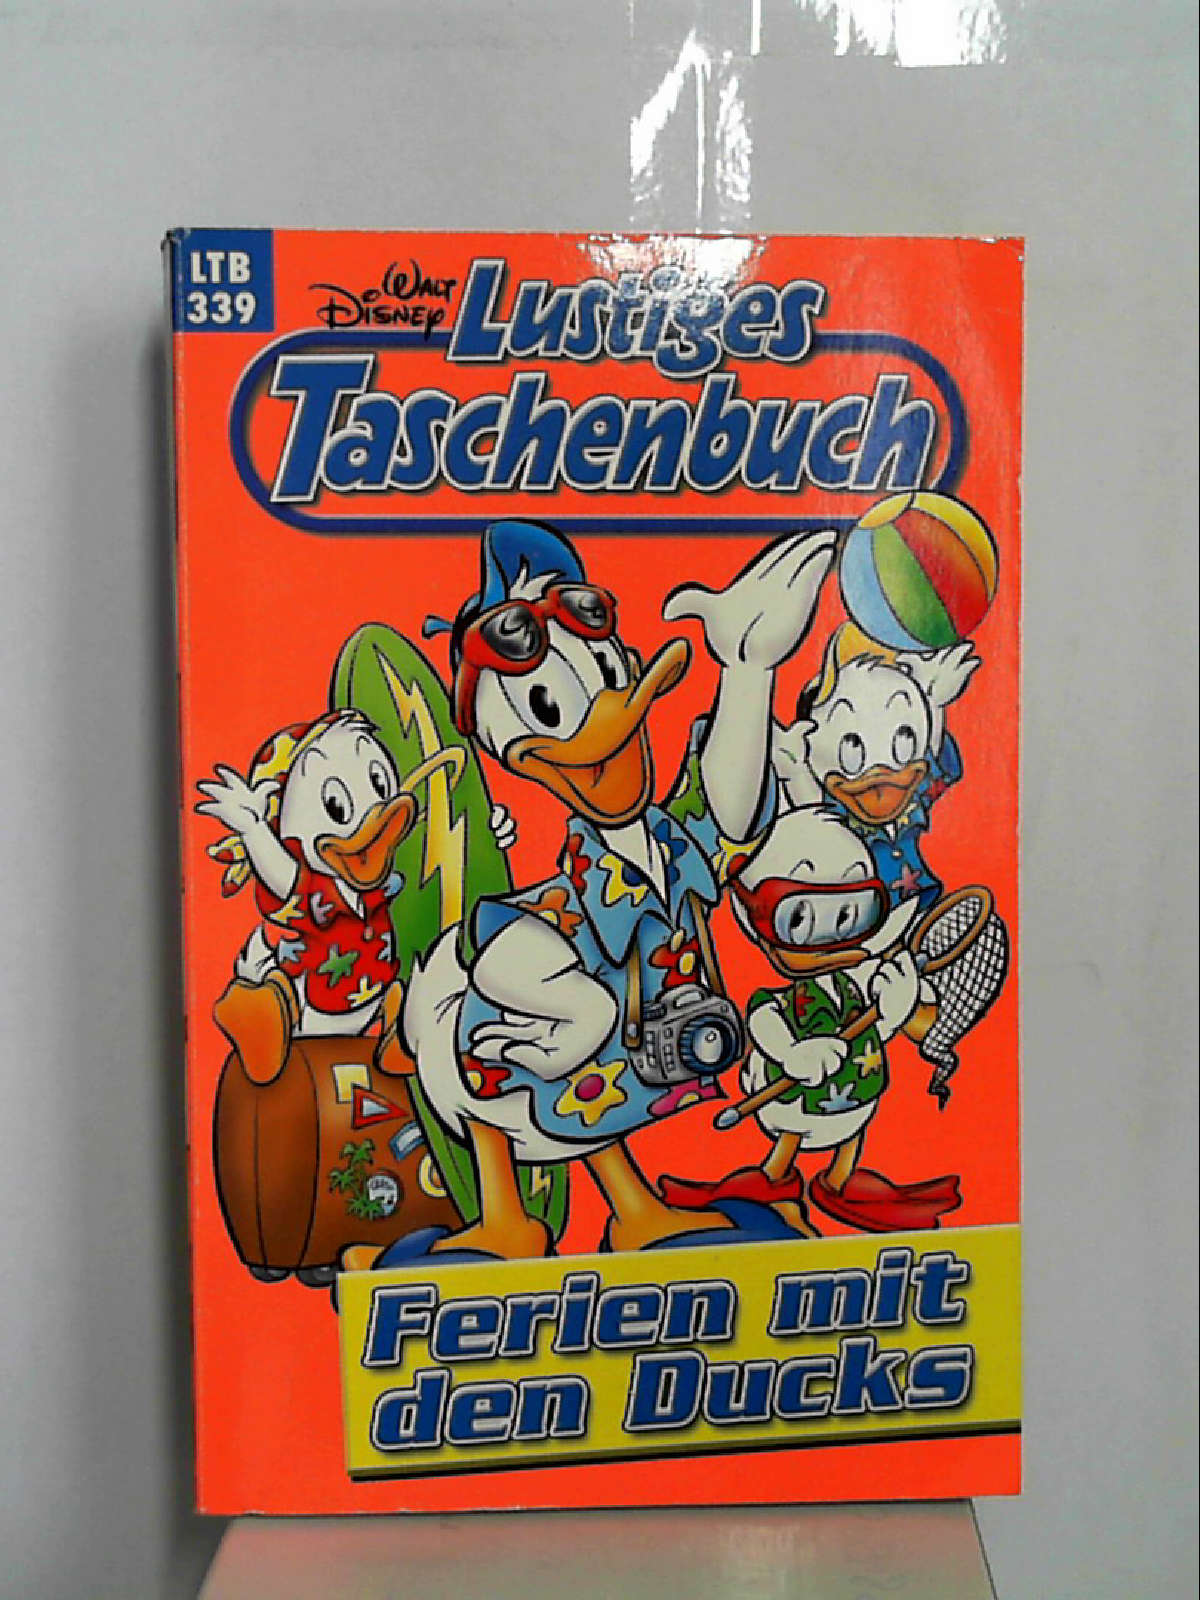 LTB
339
Walt
Disney
Lustiges
Taschenbuch
Ferien mit
den Ducks